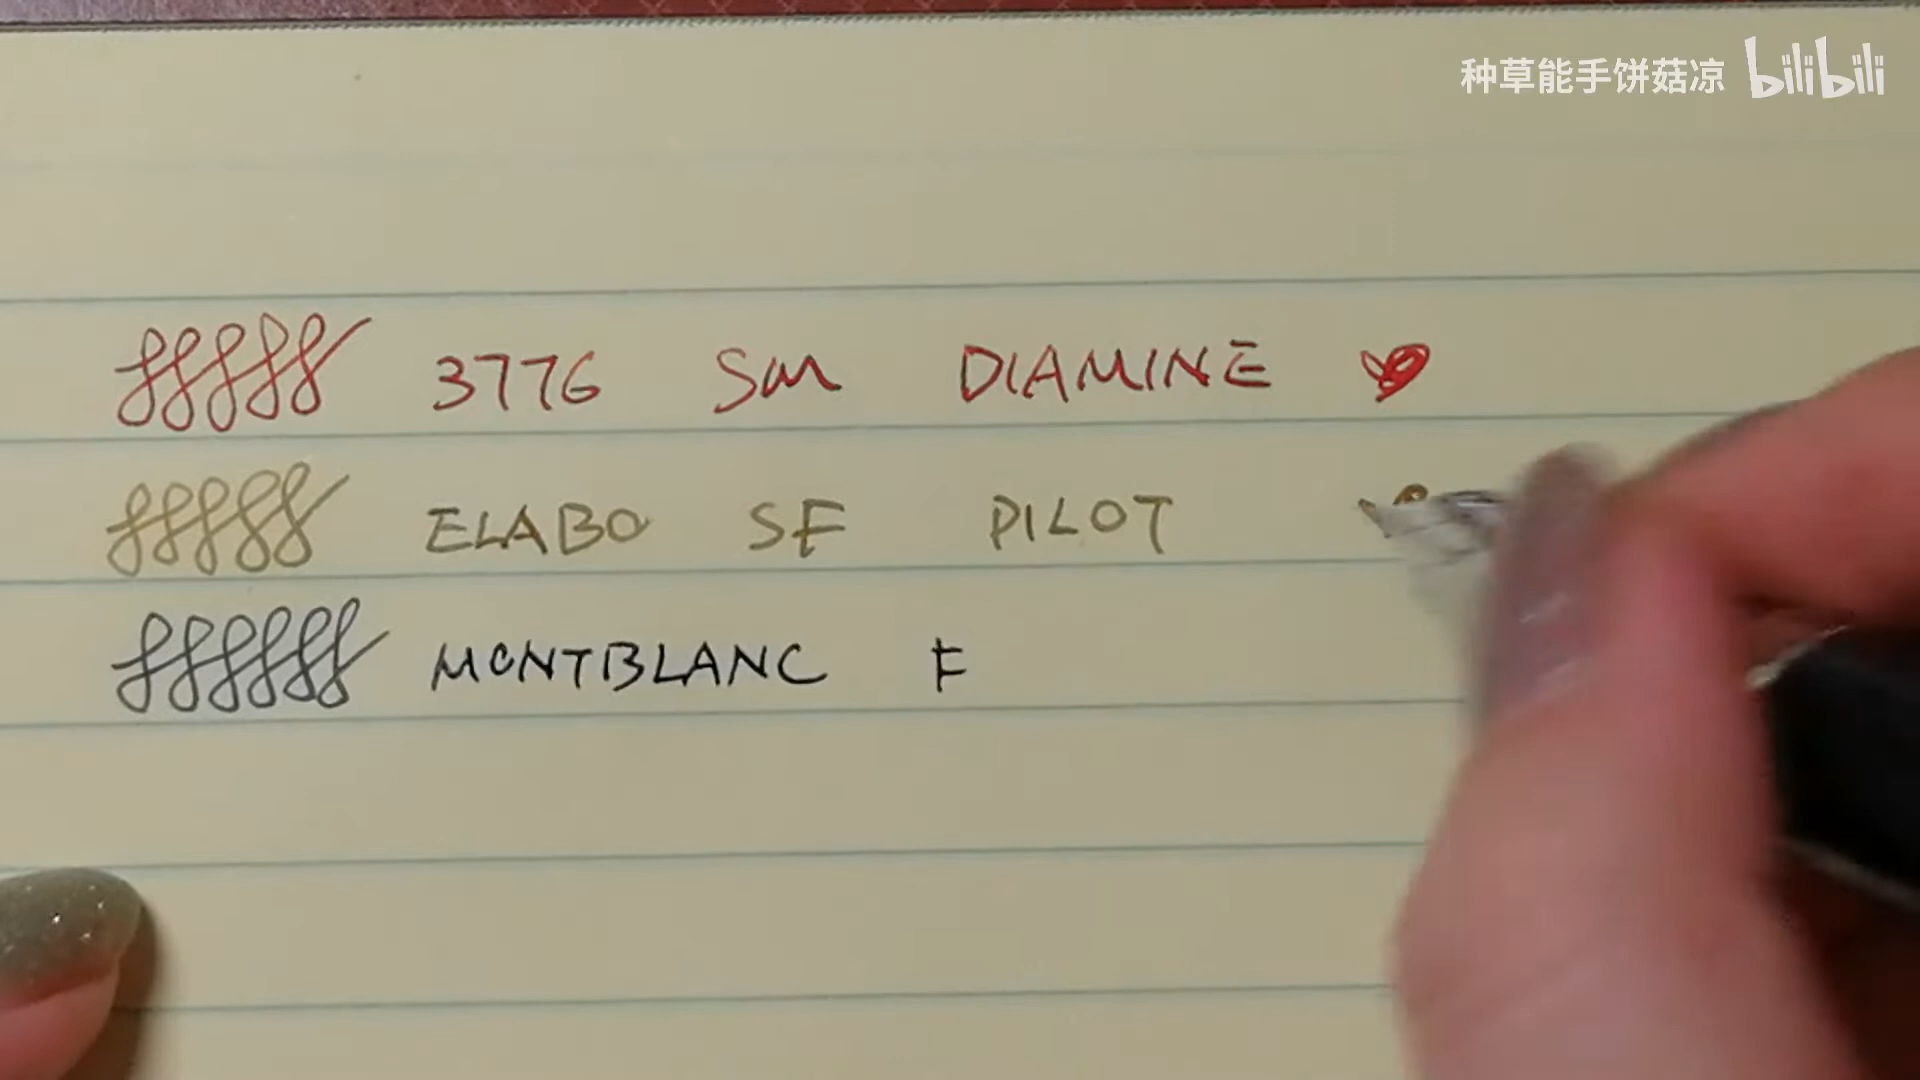 种草能手饼菇凉 bilibili
3776 SM DIAMINE
ELABO SF PILOT
MONTBLANC F